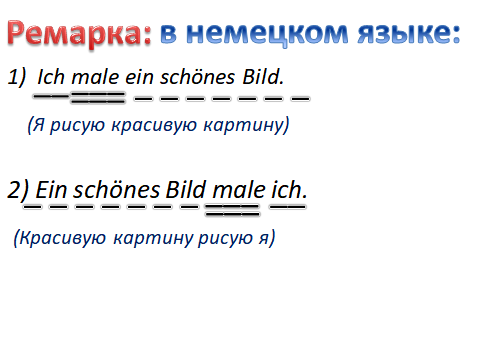 Ремарка: в немецком языке:
1) Ich male ein schönes Bild.
(Я рисую красивую картину)
2) Ein schönes Bild male ich.
(Красивую картину рисую я)